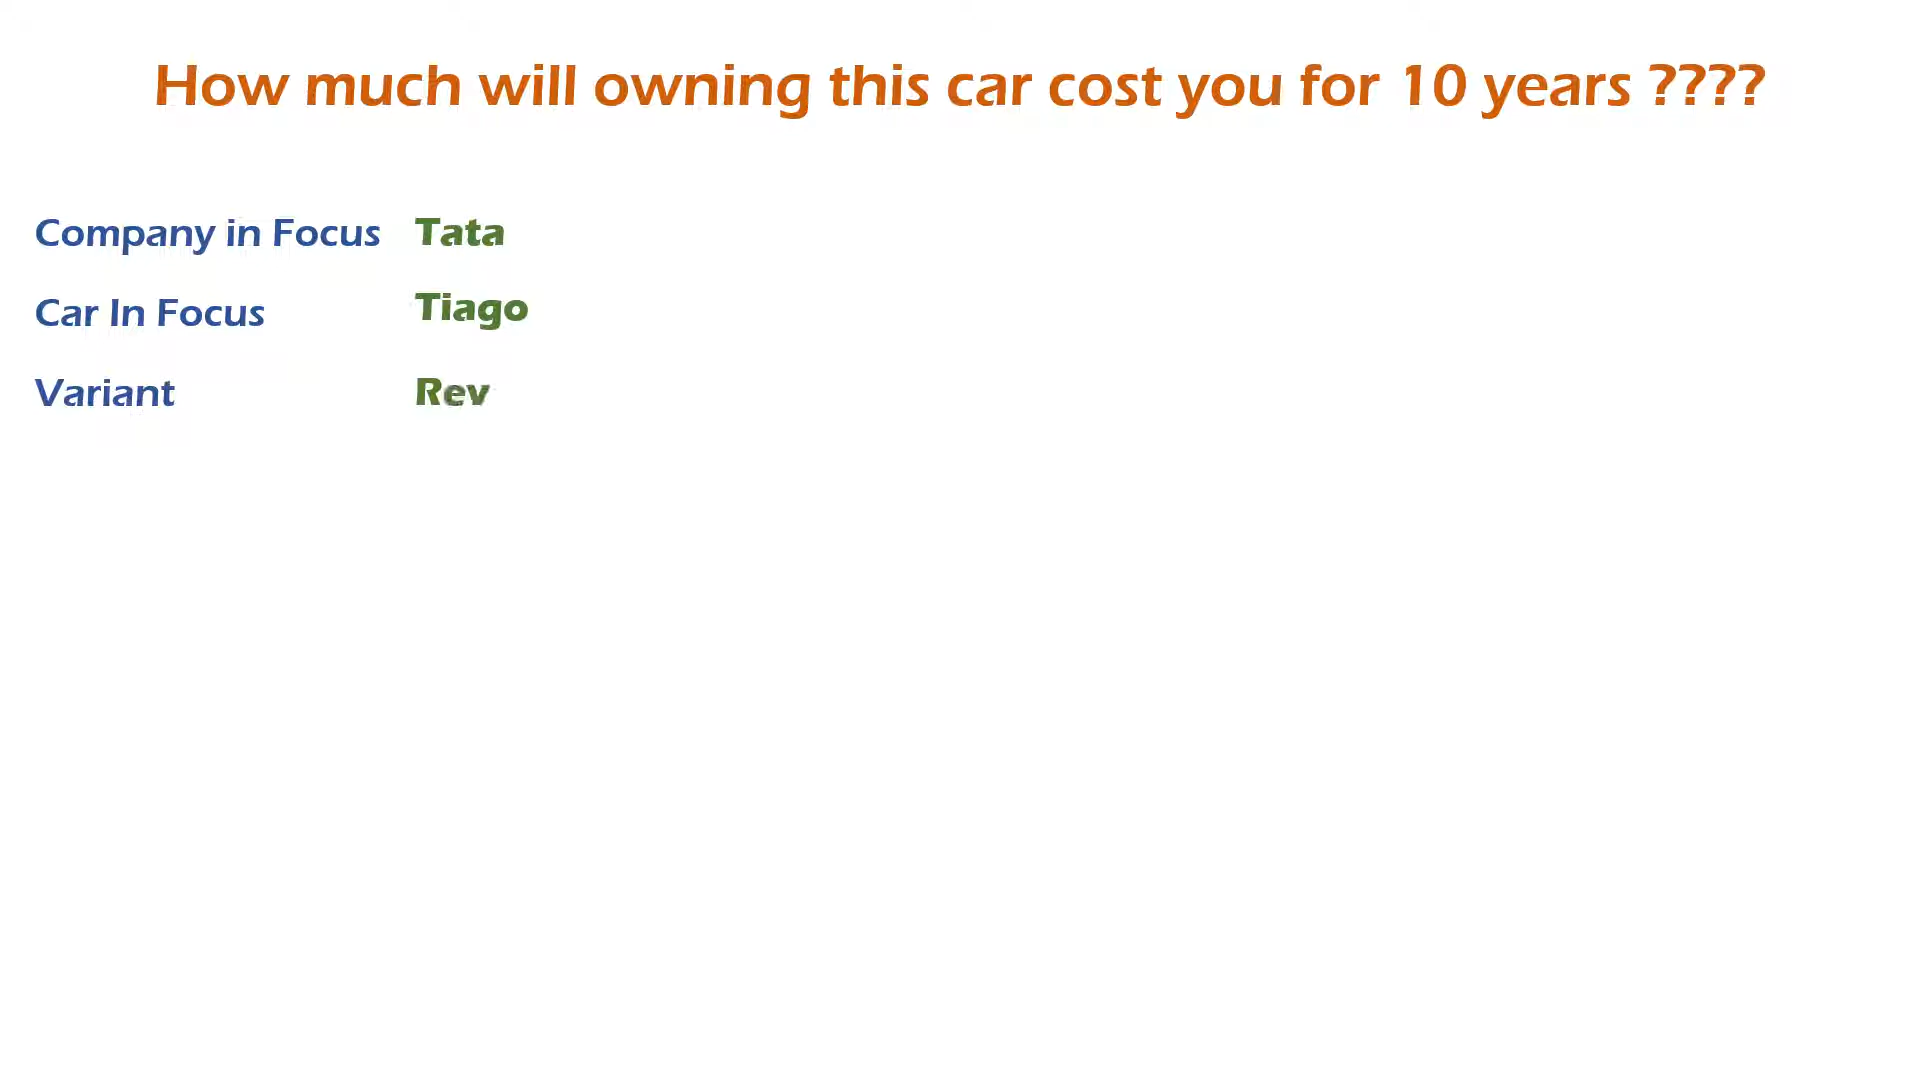 How much will owning this car cost you for 10 years ????
Company in Focus Tata
Car In Focus Tiago
Variant Rev